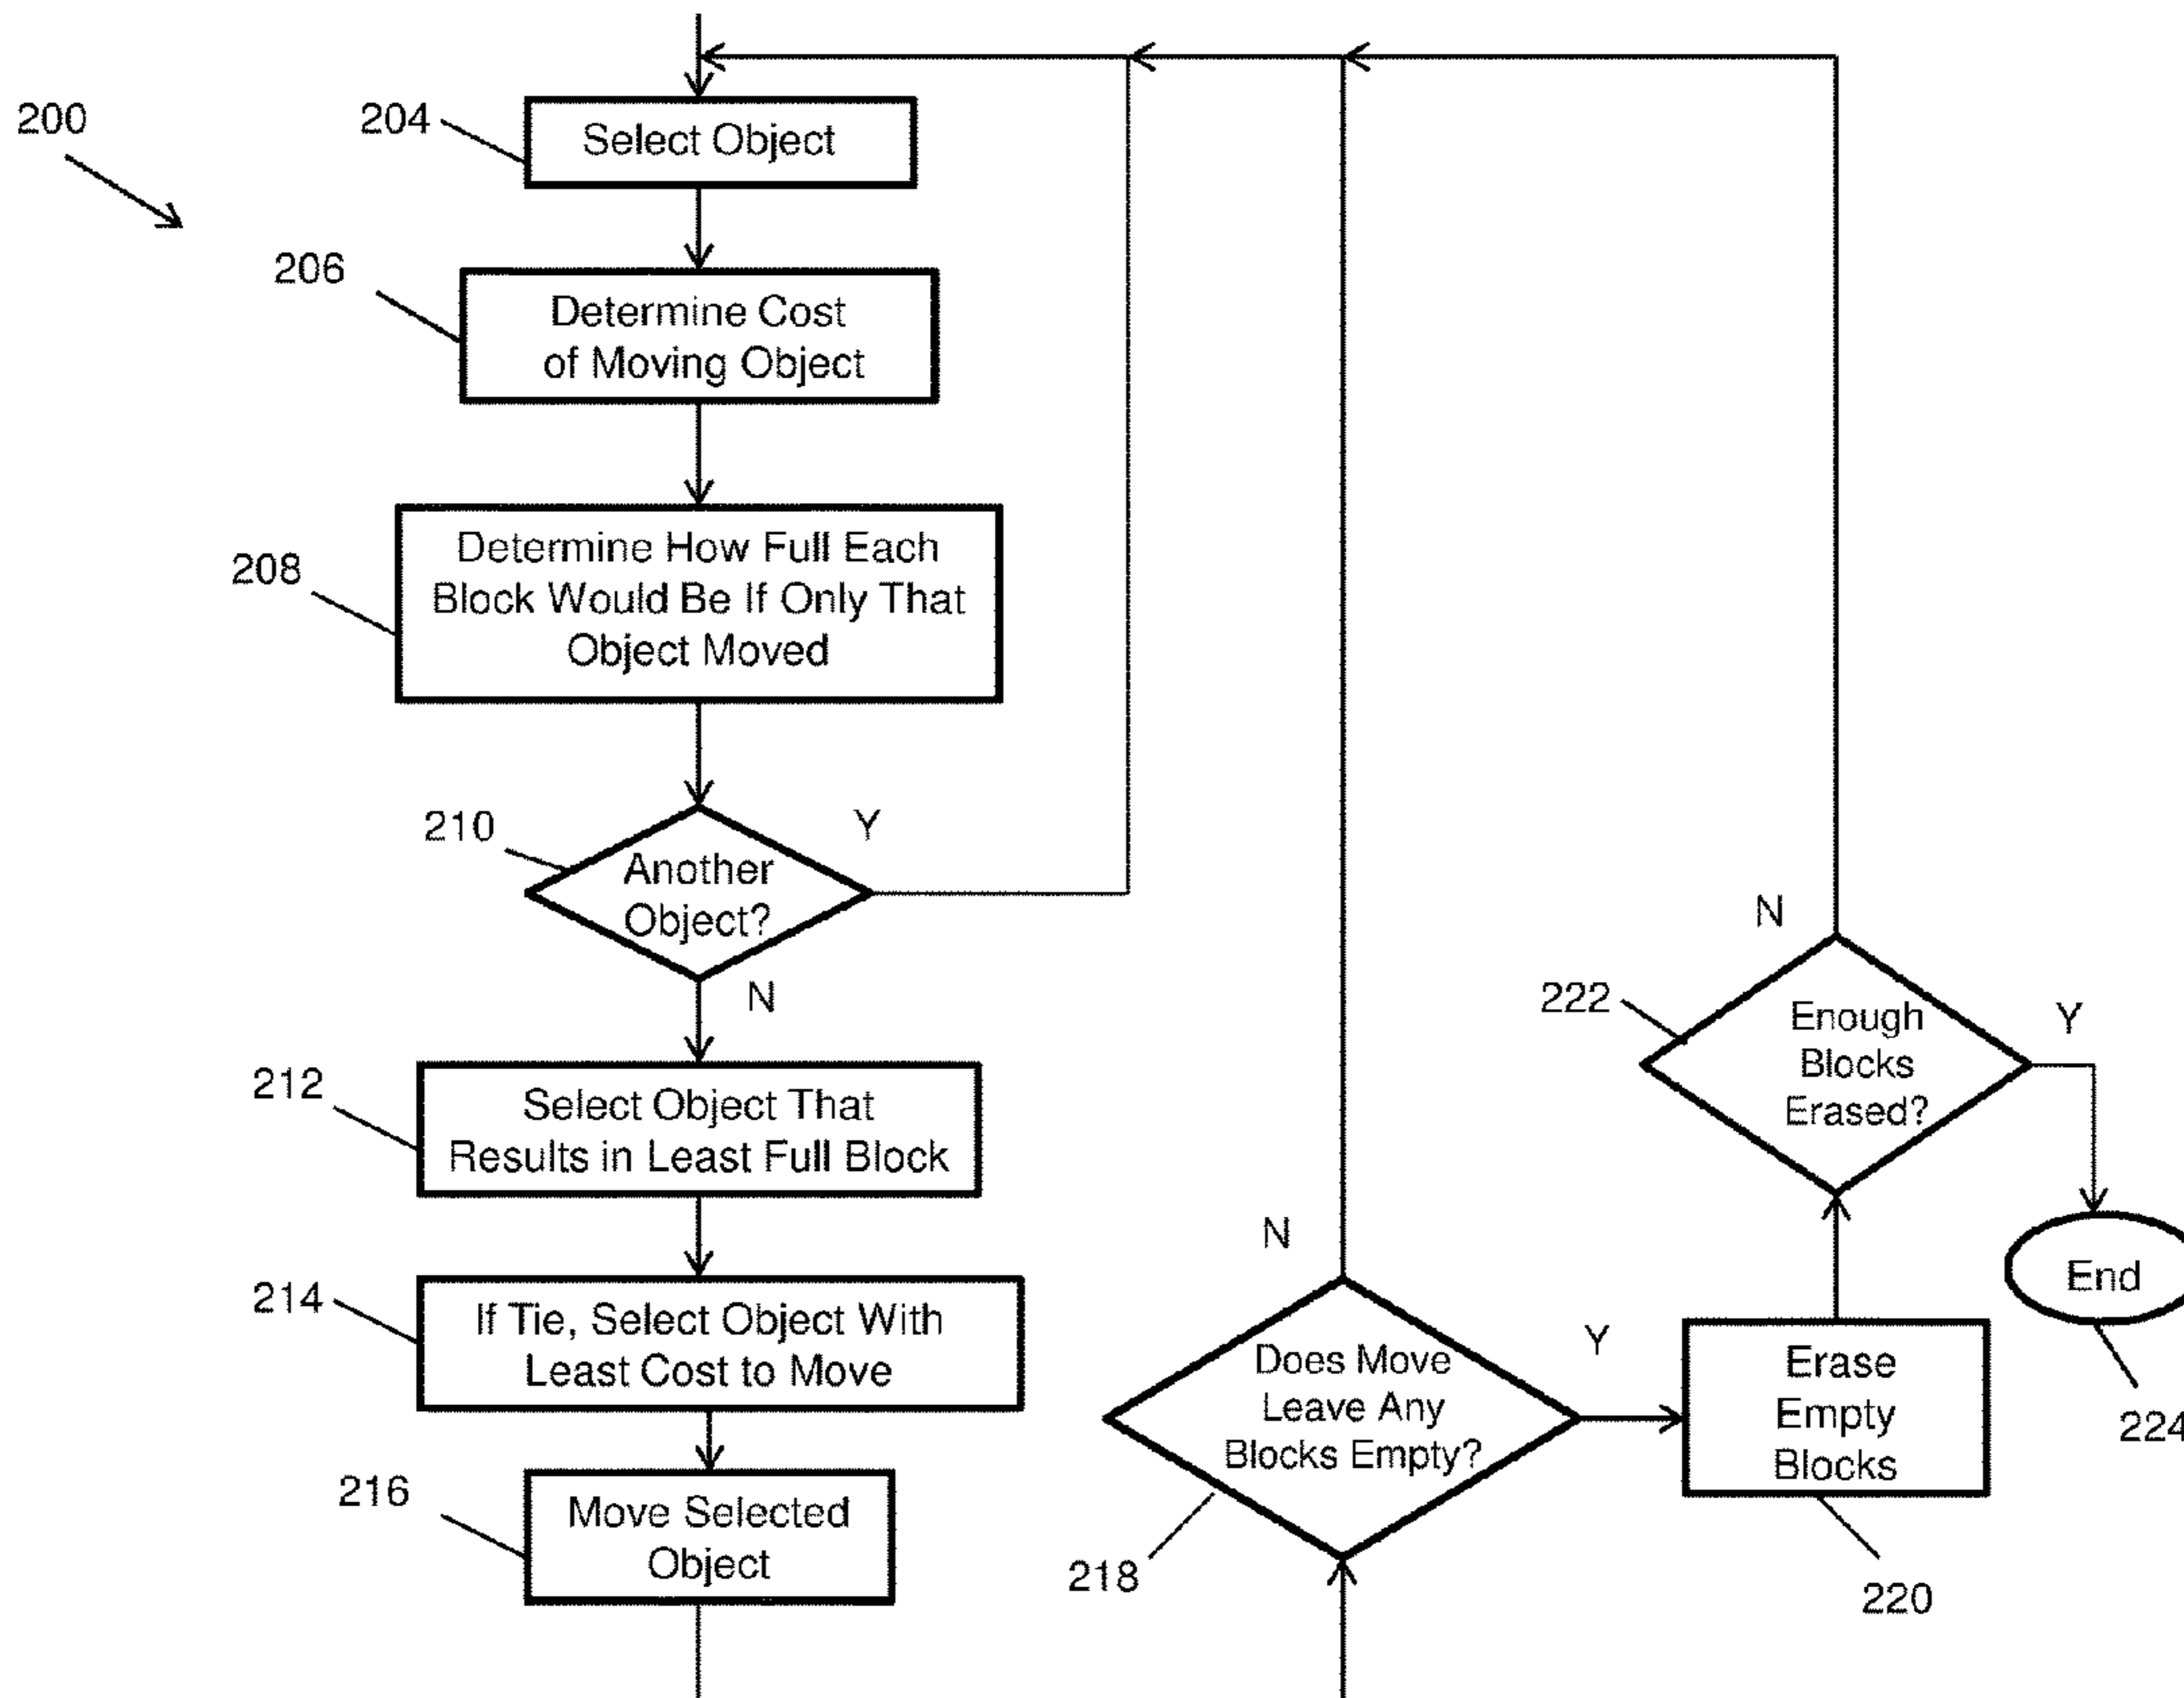 200
204
Select Object
206
Determine Cost
of Moving Object
208
Determine How Full Each
Block Would Be If Only That
Object Moved
210
Another
Object?
Y
N
212
Select Object That
Results in Least Full Block
214
If Tie, Select Object With
Least Cost to Move
216
Move Selected
Object
N
Does Move
Leave Any
Blocks Empty?
Y
218
Erase
Empty
Blocks
220
N
222
Enough
Blocks
Erased?
Y
End
224